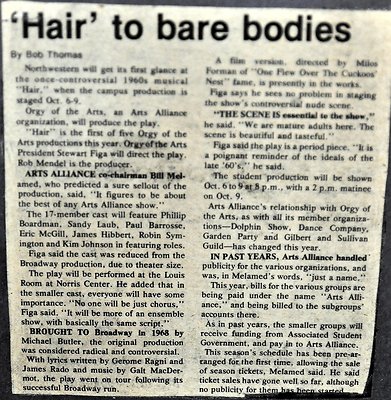 'Hair' to bare bodies
By Bob Thomas
Northwestern will get its first glance at
the once-controversial 1960s musical
"Hair," when the campus production is
staged Oct. 6-9.
Orgy of the Arts, an Arts Alliance
organization, will produce the play.
"Hair" is the first of five Orgy of the
Arts productions this year. Orgy of the Arts
President Stewart Figa will direct the play.
Rob Mendel is the producer.
ARTS ALLIANCE co-chairman Bill Mel-
amed, who predicted a sure sellout of the
production, said, "It figures to be about
the best of any Arts Alliance show."
The 17-member cast will feature Phillip
Boardman, Sandy Laub, Paul Barrosse,
Eric McGill, James Hibbert, Robin Sym-
ington and Kim Johnson in featuring roles.
Figa said the cast was reduced from the
Broadway production, due to theater size.
The play will be performed at the Louis
Room at Norris Center. He added that in
the smaller cast, everyone will have some
importance. "No one will be just chorus,"
Figa said. "It will be more of an ensemble
show, with basically the same script."
BROUGHT TO Broadway in 1968 by
Michael Butler, the original production
was considered radical and controversial.
With lyrics written by Gerome Ragni and
James Rado and music by Galt MacDer-
mot, the play went on tour following its
successful Broadway run.
A film version, directed by Milos
Forman of "One Flew Over The Cuckoos'
Nest" fame, is presently in the works.
Figa says he sees no problem in staging
the show's controversial nude scene.
"THE SCENE IS essential to the show,"
he said. "We are mature adults here. The
scene is beautiful and tasteful."
Figa said the play is a period piece. "It is
a poignant reminder of the ideals of the
late '60's," he said.
The student production will be shown
Oct. 6 to 9 at 8 p.m., with a 2 p.m. matinee
on Oct. 9.
Arts Alliance's relationship with Orgy of
the Arts, as with all its member organiza-
tions—Dolphin Show, Dance Company,
Garden Party and Gilbert and Sullivan
Guild—has changed this year.
IN PAST YEARS, Arts Alliance handled
publicity for the various organizations, and
was, in Melamed's words, "just a name."
This year, bills for the various groups are
being paid under the name "Arts Alli-
ance," and being billed to the subgroups'
accounts there.
As in past years, the smaller groups will
receive funding from Associated Student
Government, and pay in to Arts Alliance.
This season's schedule has been pre-ar-
ranged for the first time, allowing the sale
of season tickets, Melamed said. He said
ticket sales have gone well so far, although
no publicity for them has been started.